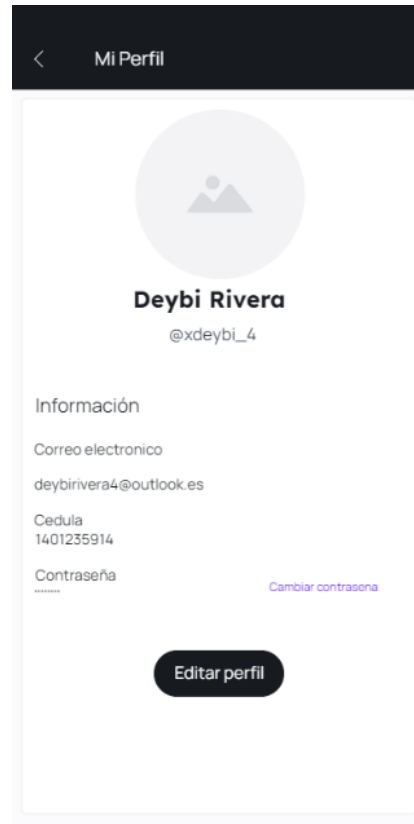 Mi Perfil
Deybi Rivera
@xdeybi_4
Información
Correo electronico
deybirivera4@outlook.es
Cedula
1401235914
Contraseña
········
Cambiar contrasena
Editar perfil